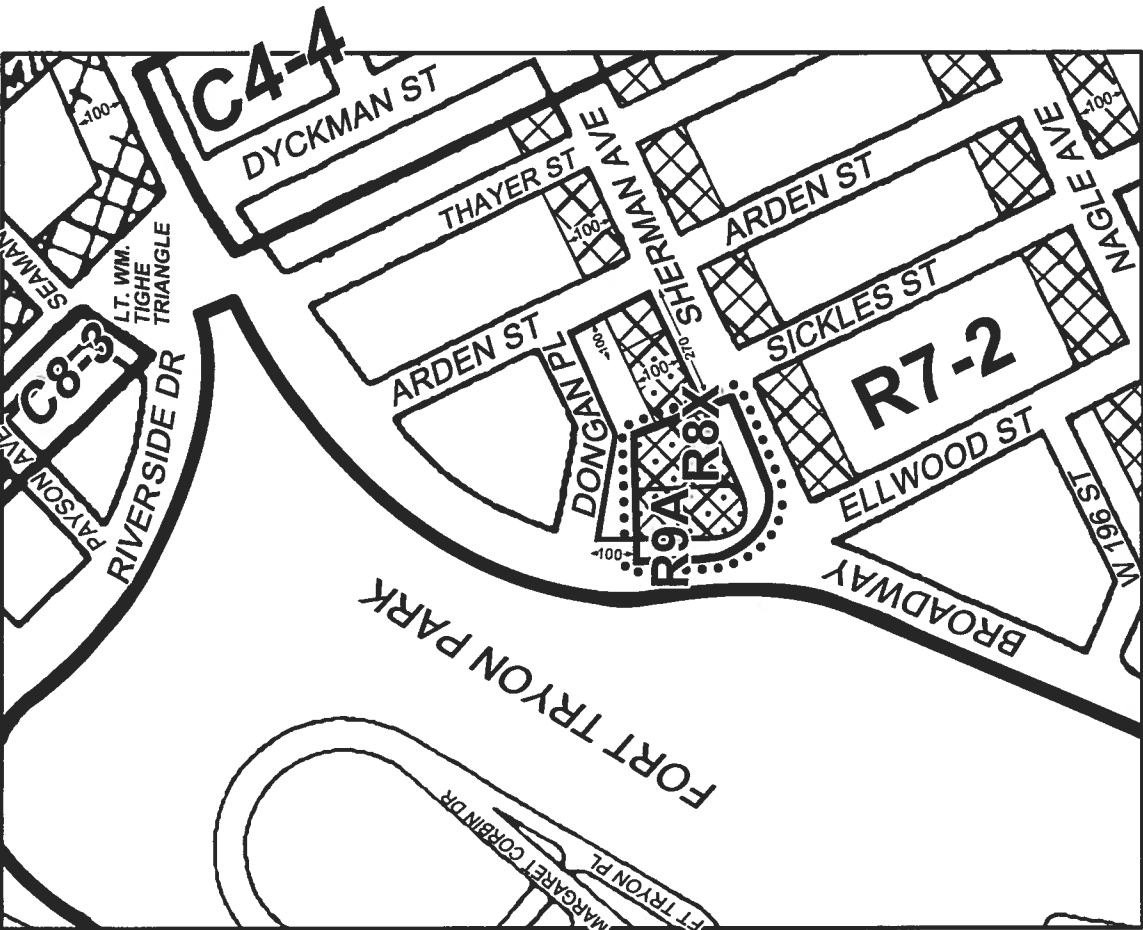 C4-4
DYCKMAN ST
100
100
THAYER ST
SHERMAN AVE
100
ARDEN ST
NAGLE AVE
SEAMAN
LT. WM.
TIGHE
TRIANGLE
SICKLES ST
C8-3
ARDEN ST
DONGAN PL
100
100
270
R7-2
R8X
RIVERSIDE DR
PAYSON AVE
R9A
ELLWOOD ST
W 196 ST
100
BROADWAY
FORT TRYON PARK
MARGARET CORBIN DR
FT TRYON PL